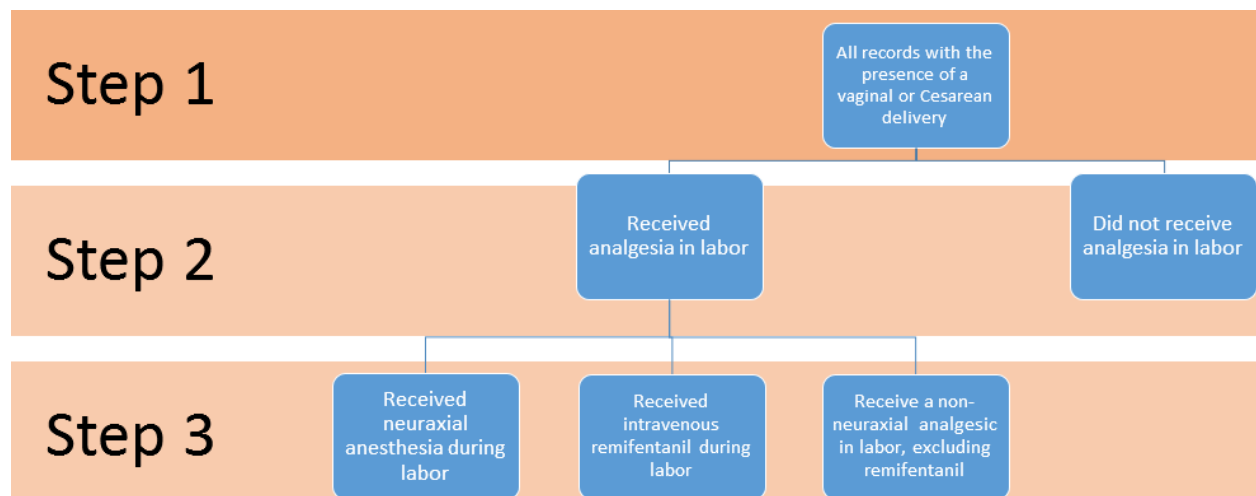 Step 1
All records with the
presence of a
vaginal or Cesarean
delivery
Step 2
Received
analgesia in labor
Did not receive
analgesia in labor
Step 3
Received
neuraxial
anesthesia during
labor
Received
intravenous
remifentanil during
labor
Receive a non-
neuraxial analgesic
in labor, excluding
remifentanil